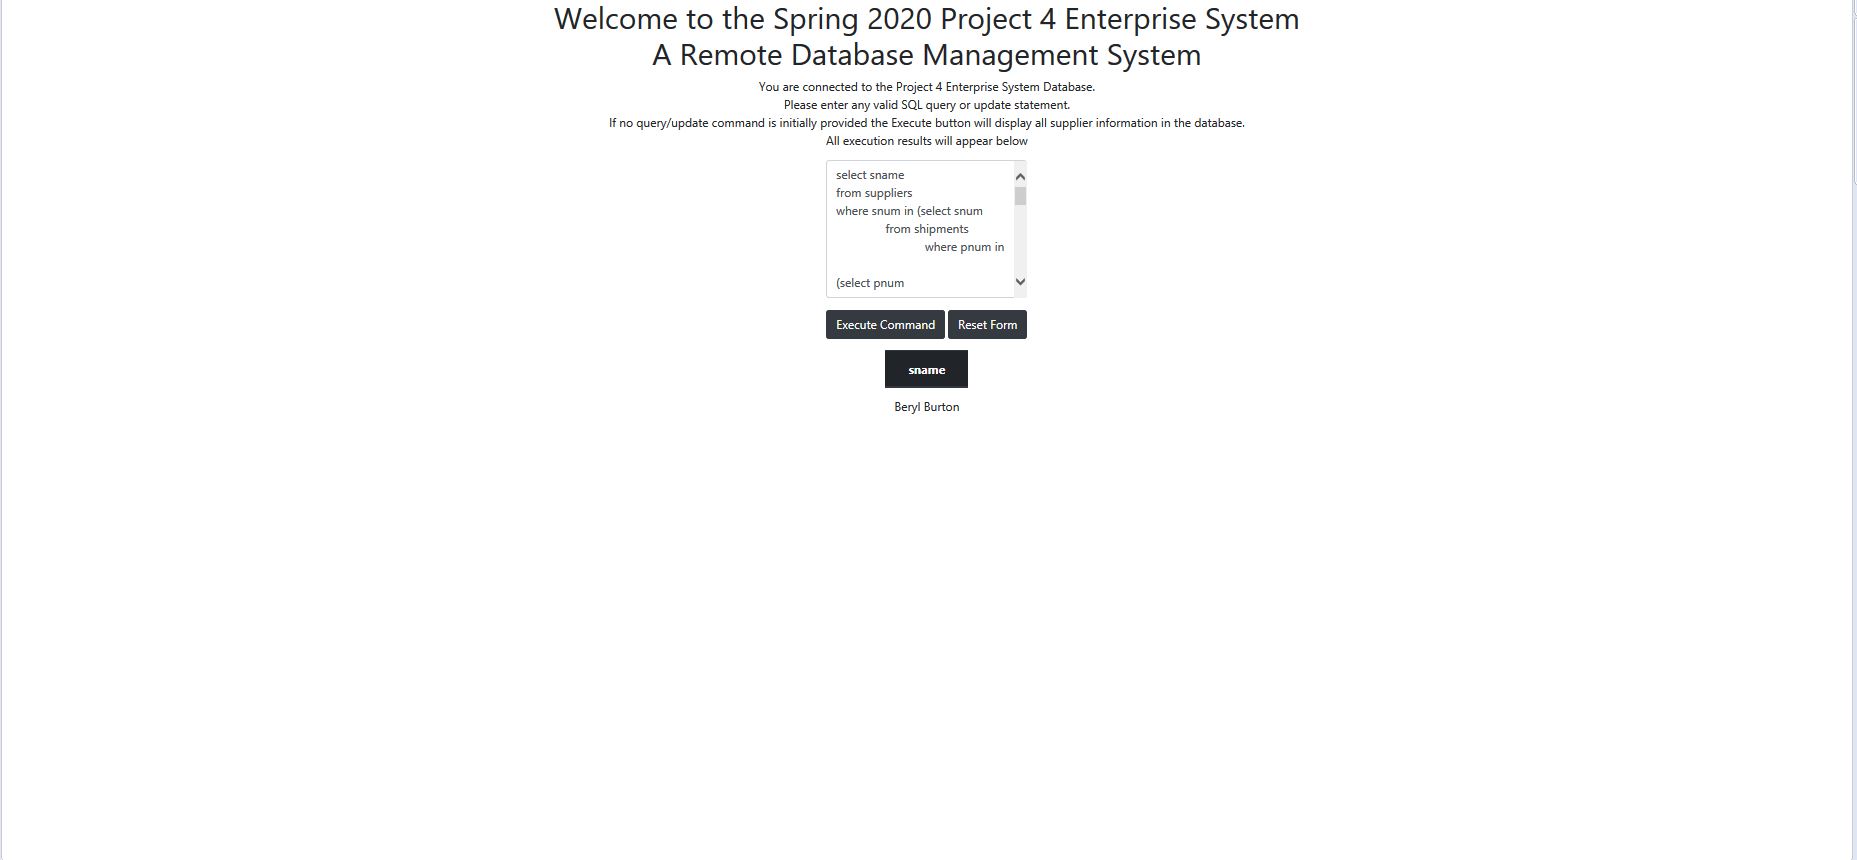 Welcome to the Spring 2020 Project 4 Enterprise System
A Remote Database Management System
You are connected to the Project 4 Enterprise System Database.
Please enter any valid SQL query or update statement.
If no query/update command is initially provided the Execute button will display all supplier information in the database.
All execution results will appear below
select sname
from suppliers
where snum in (select snum
from shipments
where pnum in
(select pnum
Execute Command Reset Form
sname
Beryl Burton